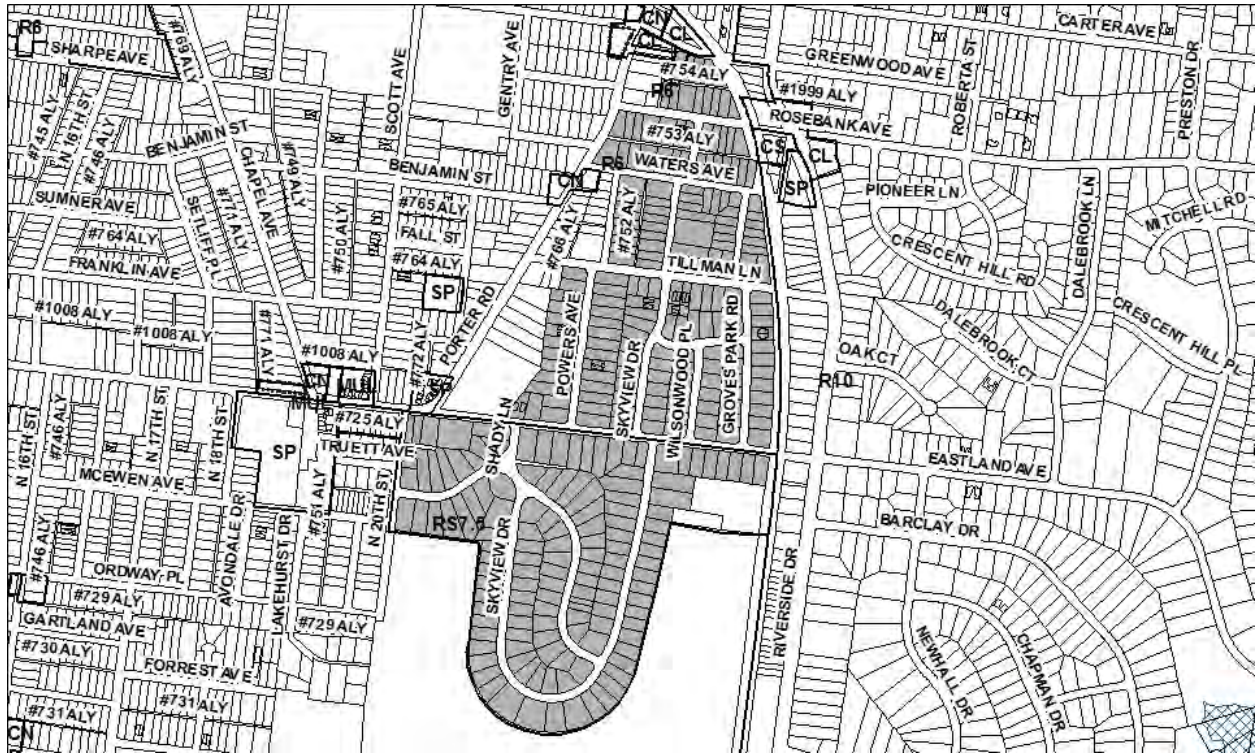 CN
CL
CARTER AVE
R6
SHARPE AVE
#769 ALY
SCOTT AVE
GENTRY AVE
CL
GREENWOOD AVE
ROBERTA ST
PRESTON DR
#754 ALY
R6
#1999 ALY
ROSEBANK AVE
#745 ALY
N 16TH ST
#746 ALY
BENJAMIN ST
CHAPEL AVE
#749 ALY
#753 ALY
WATERS AVE
CS
CL
BENJAMIN ST
R6
CN
SP
PIONEER LN
SUMNER AVE
SETLIFF PL
#771 ALY
#750 ALY
#765 ALY
#766 ALY
#752 ALY
DALEBROOK LN
MITCHELL RD
#764 ALY
FALL ST
CRESCENT HILL RD
FRANKLIN AVE
#764 ALY
TILLMAN LN
SP
#1008 ALY
#1008 ALY
PORTER RD
POWERS AVE
SKYVIEW DR
WILSONWOOD PL
GROVES PARK RD
DALEBROOK CT
CRESCENT HILL PL
#771 ALY
#1008 ALY
#772 ALY
OAK CT
R10
CN
MUL
SP
N 16TH ST
#746 ALY
N 17TH ST
N 18TH ST
#725 ALY
SHADY LN
TRUETT AVE
SP
EASTLAND AVE
MCEWEN AVE
#751 ALY
N 20TH ST
RS7.5
BARCLAY DR
#746 ALY
ORDWAY PL
AVONDALE DR
LAKEHURST DR
SKYVIEW DR
RIVERSIDE DR
#729 ALY
#729 ALY
GARTLAND AVE
#730 ALY
FORREST AVE
NEWHALL DR
CHAPMAN DR
#731 ALY
#731 ALY
CN